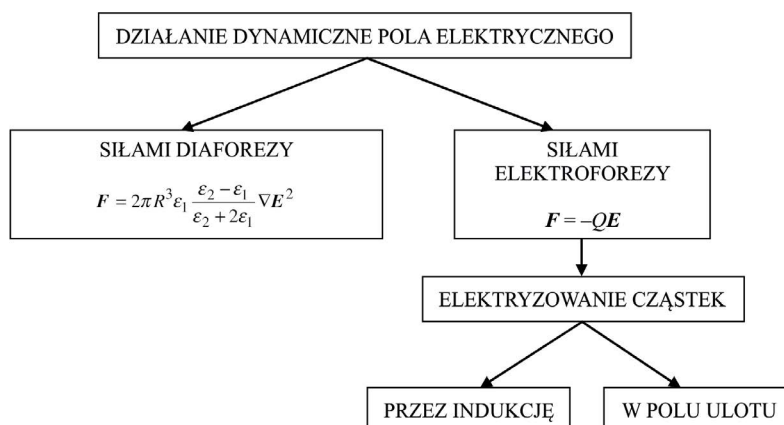 DZIAŁANIE DYNAMICZNE POLA ELEKTRYCZNEGO
SIŁAMI DIAFOREZY
F = 2πR³ε₁ (ε₂ − ε₁)/(ε₂ + 2ε₁) ∇E²
SIŁAMI
ELEKTROFOREZY
F = –QE
ELEKTRYZOWANIE CZĄSTEK
PRZEZ INDUKCJĘ
W POLU ULOTU